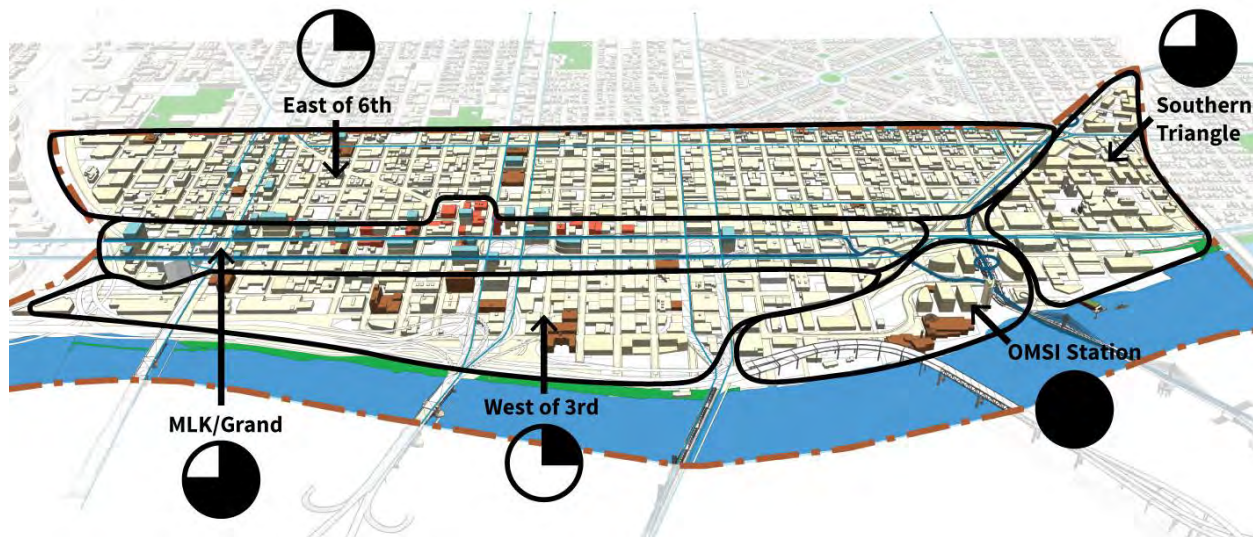 East of 6th
Southern
Triangle
OMSI Station
West of 3rd
MLK/Grand